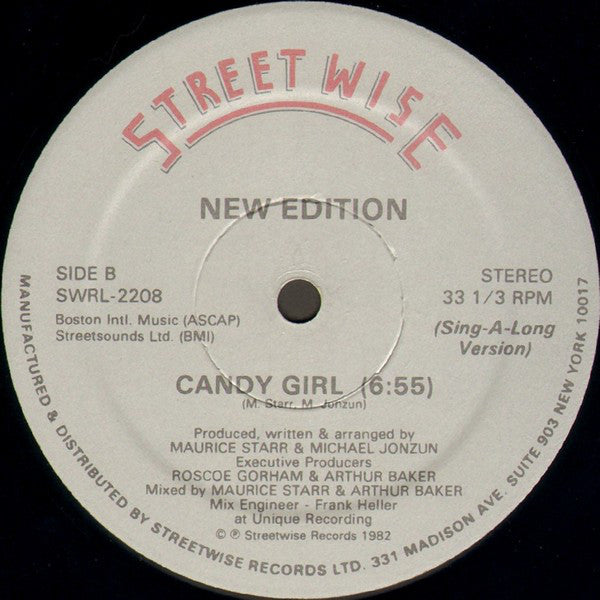 STREETWISE
NEW EDITION
SIDE B
SWRL-2208
Boston Intl. Music (ASCAP)
Streetsounds Ltd. (BMI)
STEREO
33 1/3 RPM
(Sing-A-Long
Version)
CANDY GIRL (6:55)
(M. Starr, M. Jonzun)
Produced, written & arranged by
MAURICE STARR & MICHAEL JONZUN
Executive Producers
ROSCOE GORHAM & ARTHUR BAKER
Mixed by MAURICE STARR & ARTHUR BAKER
Mix Engineer - Frank Heller
at Unique Recording
© ℗ Streetwise Records 1982
MANUFACTURED & DISTRIBUTED BY STREETWISE RECORDS LTD. 331 MADISON AVE. SUITE 903 NEW YORK 10017